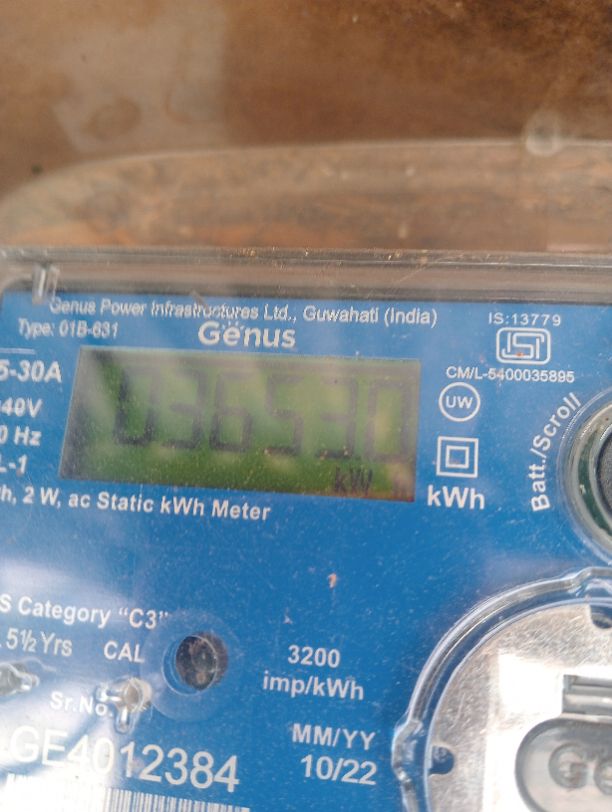 Genus Power Infrastructures Ltd., Guwahati (India)
Type: 01B-631
Genus
IS:13779
ISI
CM/L-5400035895
5-30A
UW
40V
0 Hz
L-1
kW
kWh
Batt./Scroll
h, 2 W, ac Static kWh Meter
S Category "C3"
5½ Yrs
CAL
3200
imp/kWh
Sr.No.
GE4012384
MM/YY
10/22